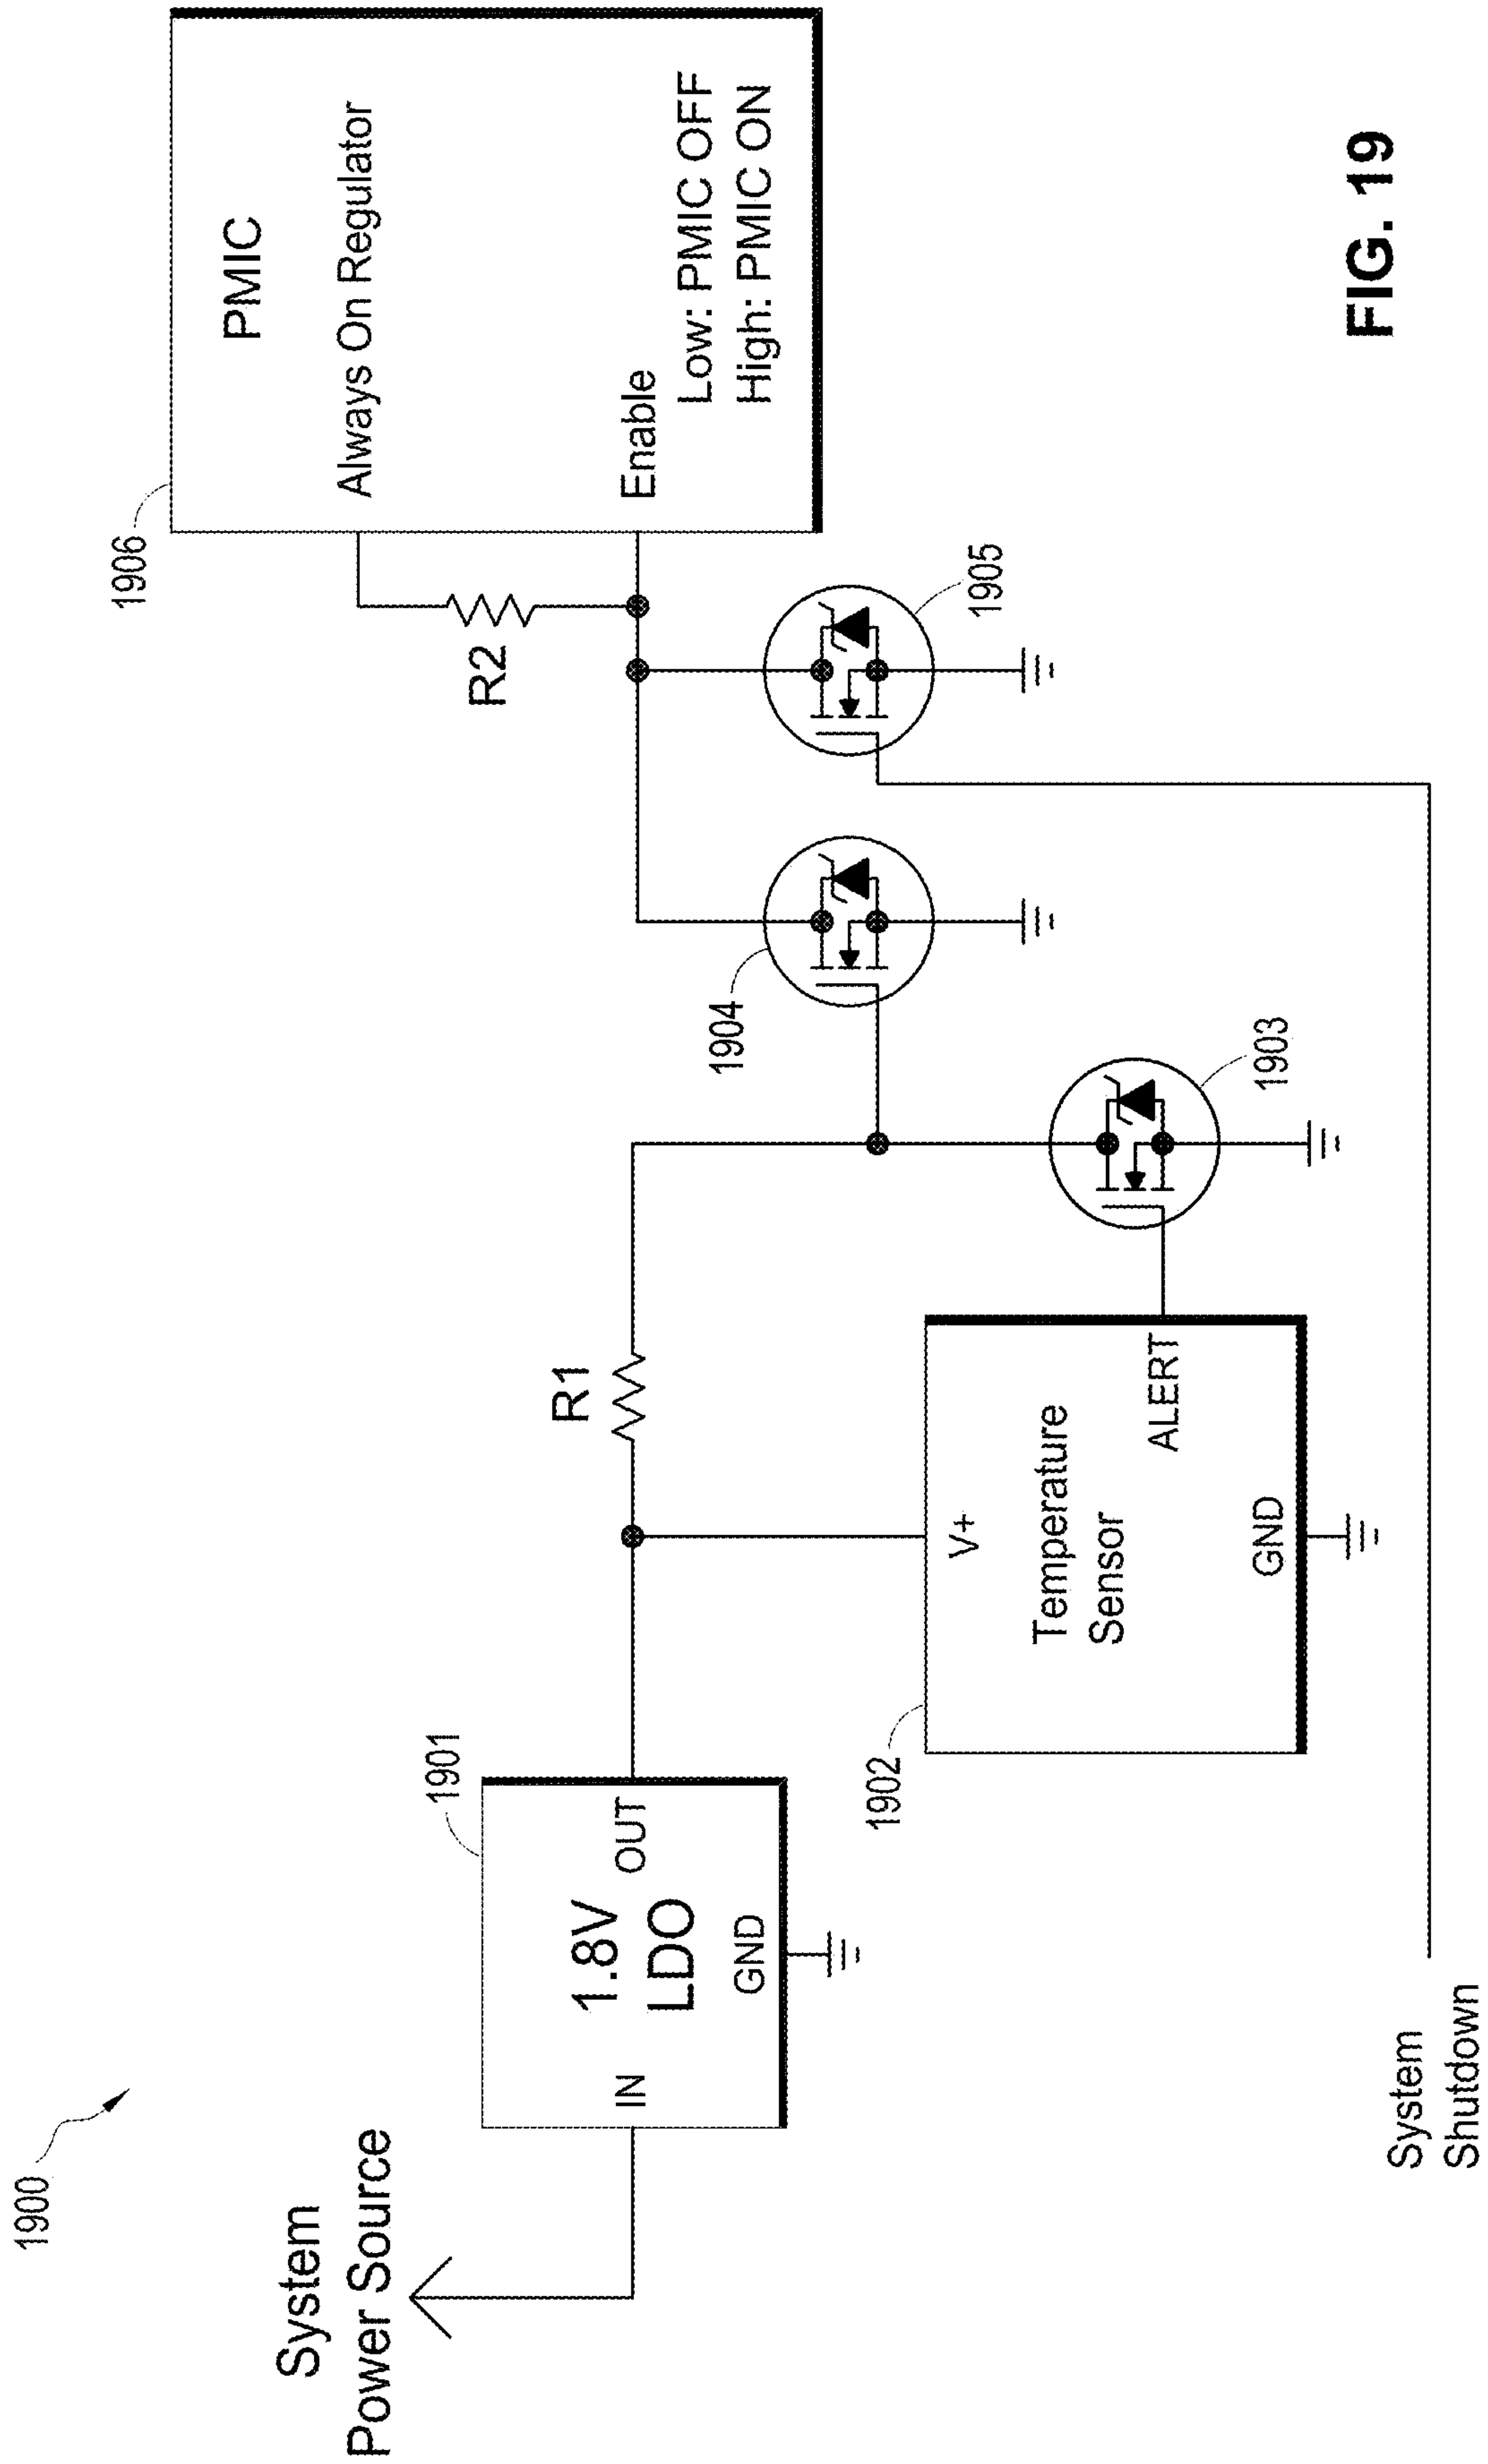 1900
System
Power Source
1901
IN
1.8V
LDO
OUT
GND
R1
1902
V+
Temperature
Sensor
ALERT
GND
1903
1904
1905
R2
1906
PMIC
Always On Regulator
Enable
Low: PMIC OFF
High: PMIC ON
System
Shutdown
FIG. 19